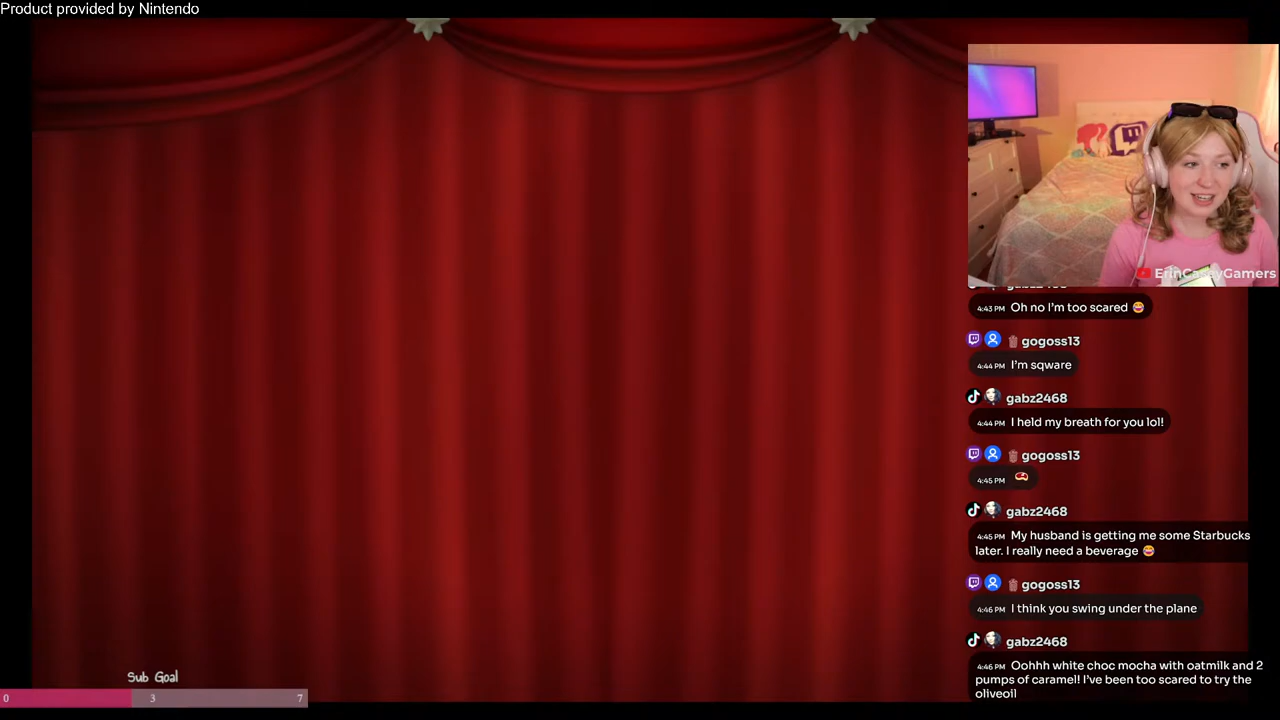 Product provided by Nintendo
ErinCaseyGamers
4:43 PM Oh no I'm too scared 😂
gogoss13
4:44 PM I'm sqware
gabz2468
4:44 PM I held my breath for you lol!
gogoss13
4:45 PM
gabz2468
4:45 PM My husband is getting me some Starbucks
later. I really need a beverage 😂
gogoss13
4:46 PM I think you swing under the plane
gabz2468
4:46 PM Oohhh white choc mocha with oatmilk and 2
pumps of caramel! I've been too scared to try the
oliveoil
Sub Goal
0 3 7